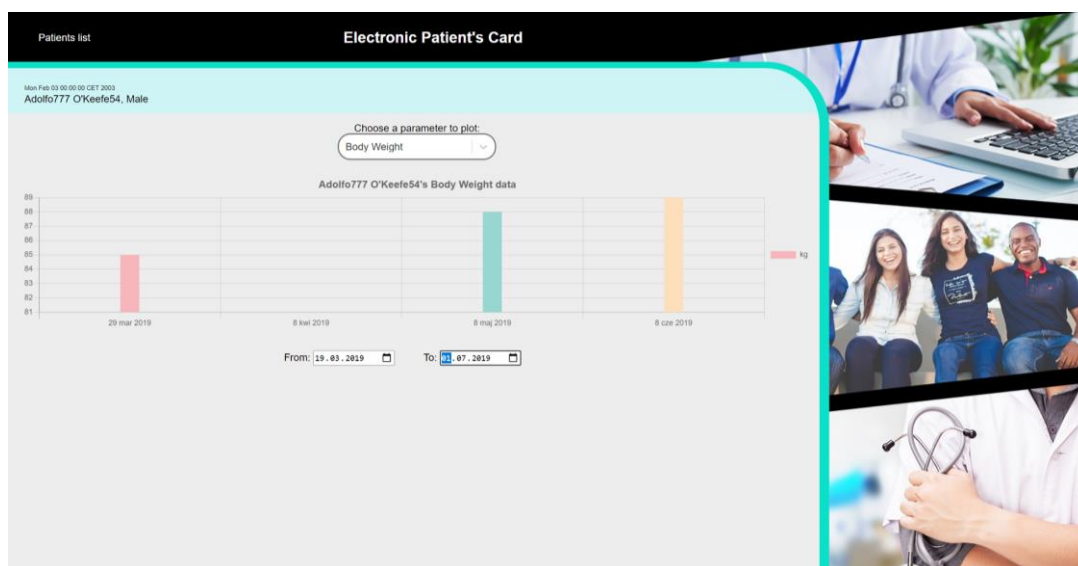 Patients list
Electronic Patient's Card
Mon Feb 03 00:00:00 CET 2003
Adolfo777 O'Keefe54, Male
Choose a parameter to plot:
Body Weight
Adolfo777 O'Keefe54's Body Weight data
89
88
87
86
85
84
83
82
81
kg
29 mar 2019 8 kwi 2019 8 maj 2019 8 cze 2019
From: 19.03.2019 To: 01.07.2019